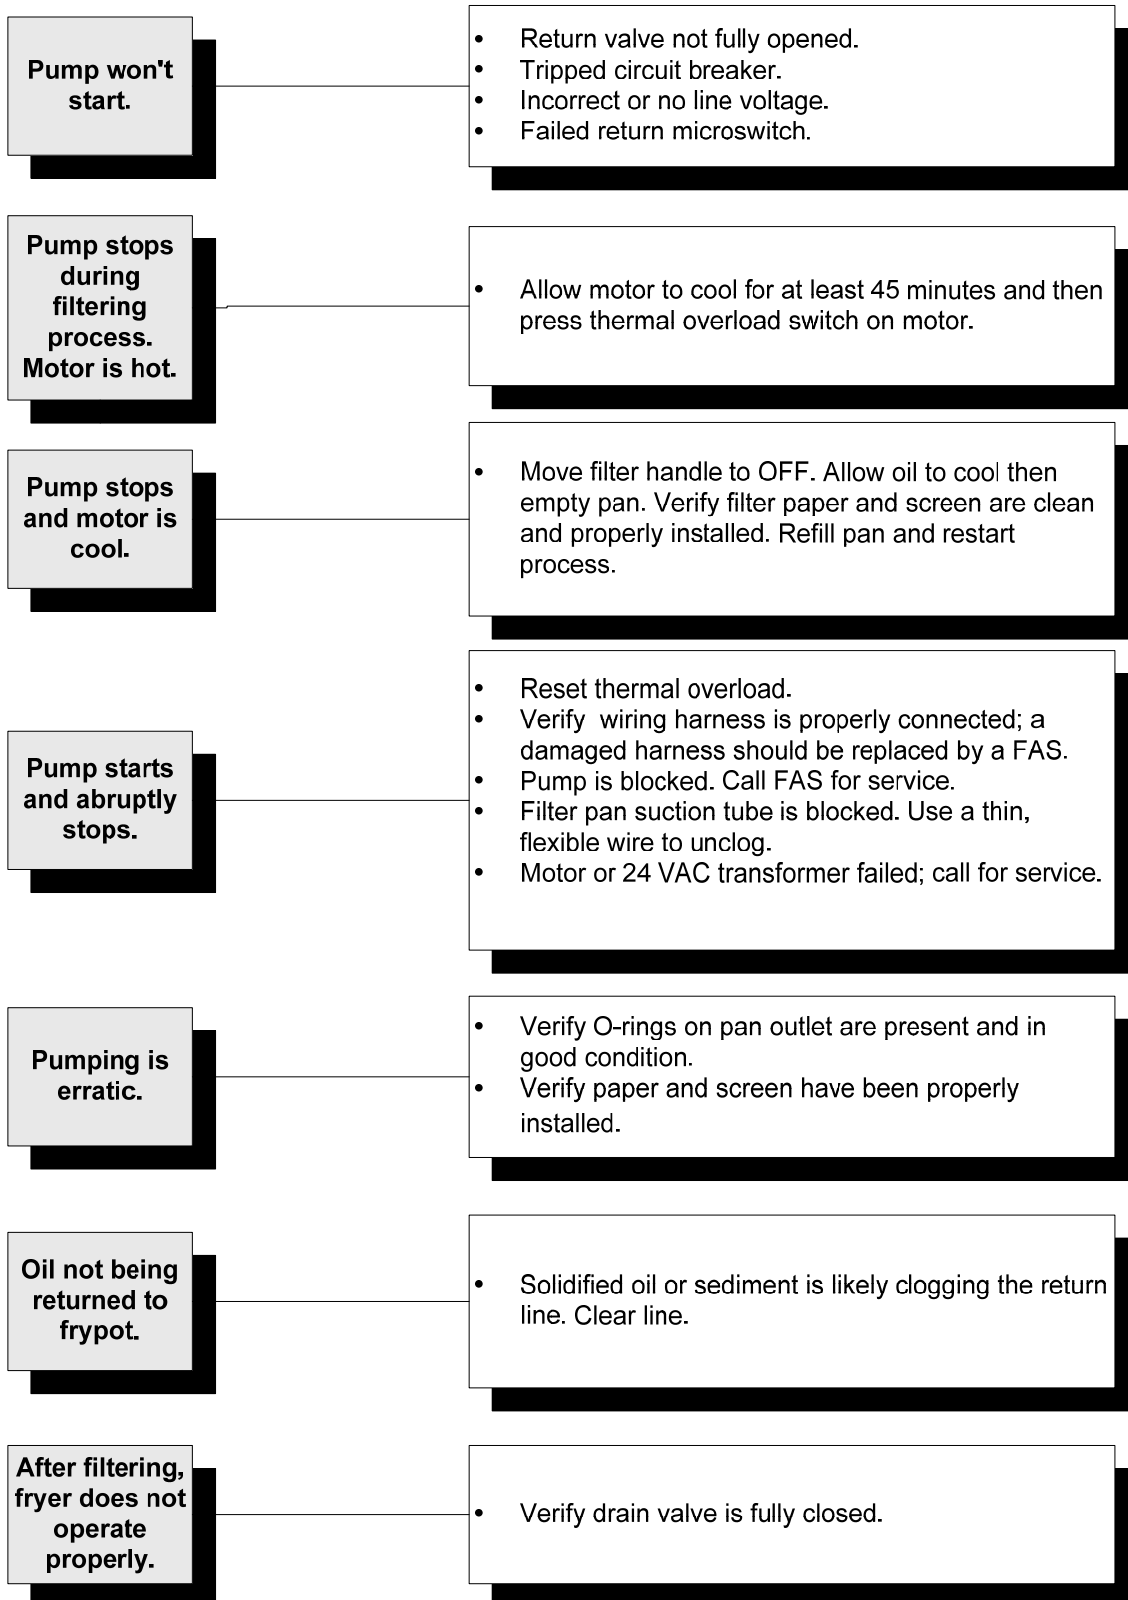 Pump won't
start.
• Return valve not fully opened.
• Tripped circuit breaker.
• Incorrect or no line voltage.
• Failed return microswitch.
Pump stops
during
filtering
process.
Motor is hot.
• Allow motor to cool for at least 45 minutes and then
press thermal overload switch on motor.
Pump stops
and motor is
cool.
• Move filter handle to OFF. Allow oil to cool then
empty pan. Verify filter paper and screen are clean
and properly installed. Refill pan and restart
process.
Pump starts
and abruptly
stops.
• Reset thermal overload.
• Verify wiring harness is properly connected; a
damaged harness should be replaced by a FAS.
• Pump is blocked. Call FAS for service.
• Filter pan suction tube is blocked. Use a thin,
flexible wire to unclog.
• Motor or 24 VAC transformer failed; call for service.
Pumping is
erratic.
• Verify O-rings on pan outlet are present and in
good condition.
• Verify paper and screen have been properly
installed.
Oil not being
returned to
frypot.
• Solidified oil or sediment is likely clogging the return
line. Clear line.
After filtering,
fryer does not
operate
properly.
• Verify drain valve is fully closed.